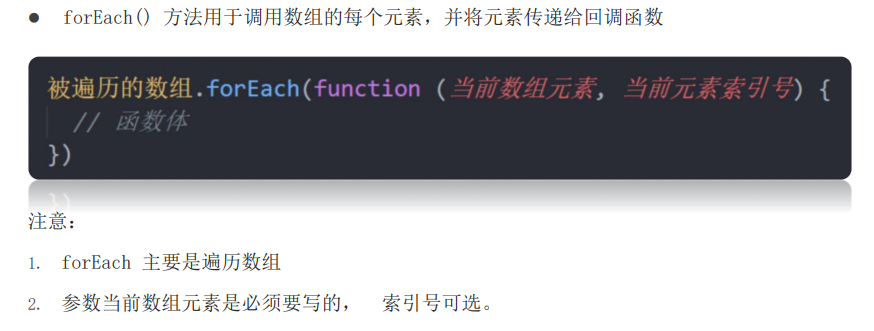 ● forEach() 方法用于调用数组的每个元素，并将元素传递给回调函数
被遍历的数组.forEach(function (当前数组元素, 当前元素索引号) {
// 函数体
})
注意：
1. forEach 主要是遍历数组
2. 参数当前数组元素是必须要写的， 索引号可选。